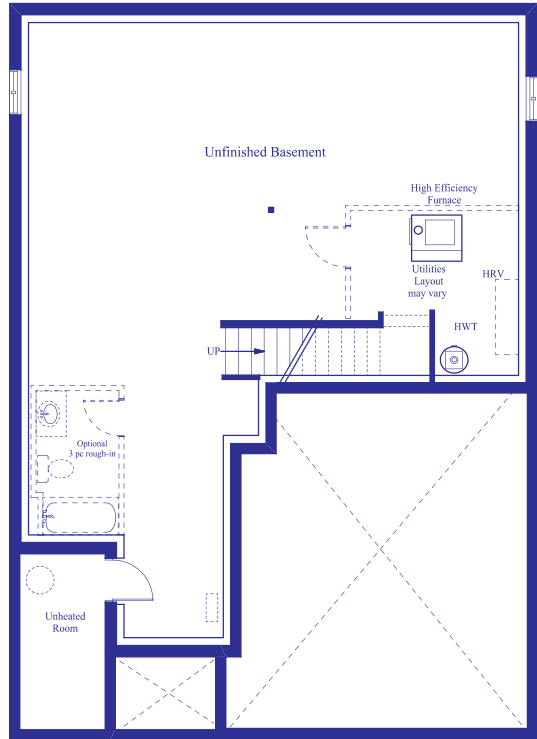 Unfinished Basement
High Efficiency
Furnace
Utilities
Layout
may vary
HRV
HWT
UP
Optional
3 pc rough-in
Unheated
Room